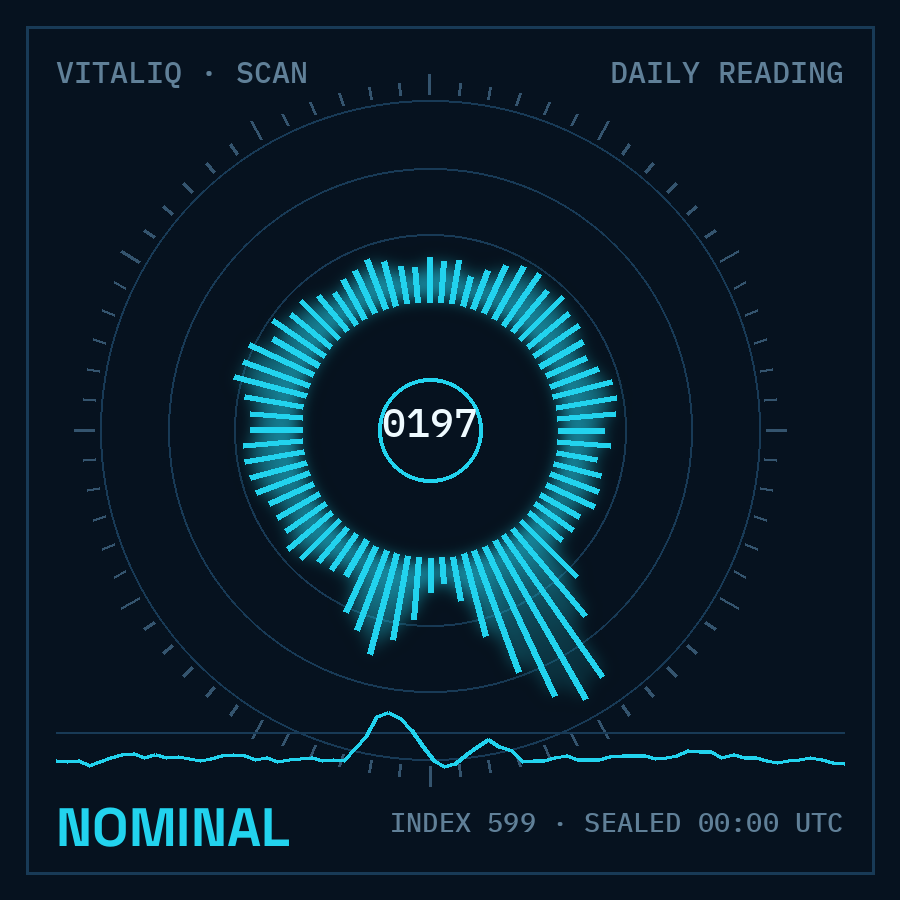 VITALIQ · SCAN
DAILY READING
0197
NOMINAL
INDEX 599 · SEALED 00:00 UTC